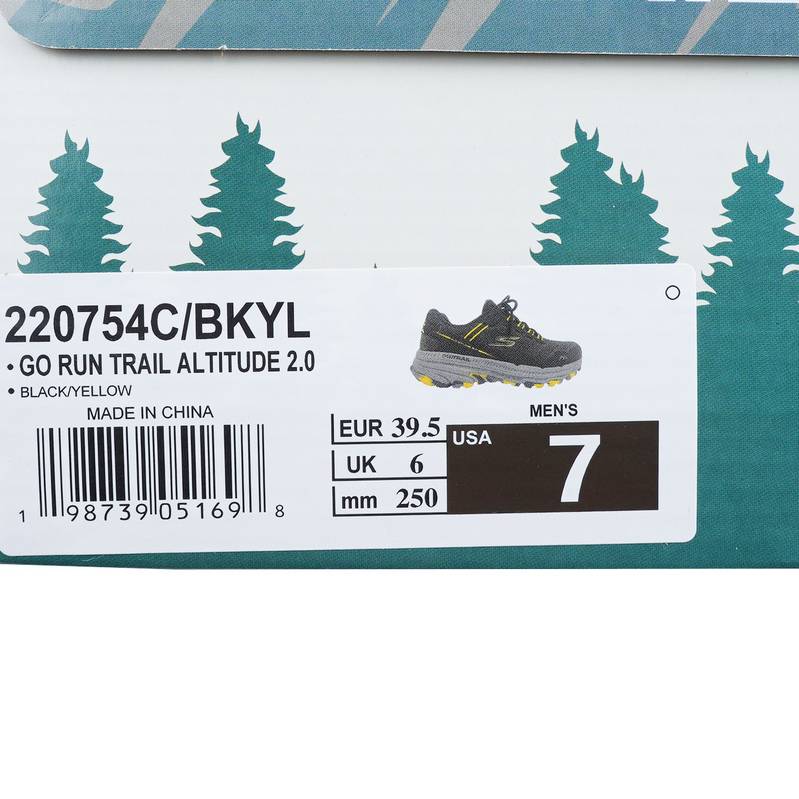 220754C/BKYL
• GO RUN TRAIL ALTITUDE 2.0
• BLACK/YELLOW
MADE IN CHINA
1 98739 05169 8
MEN'S
EUR 39.5
UK 6
mm 250
USA 7